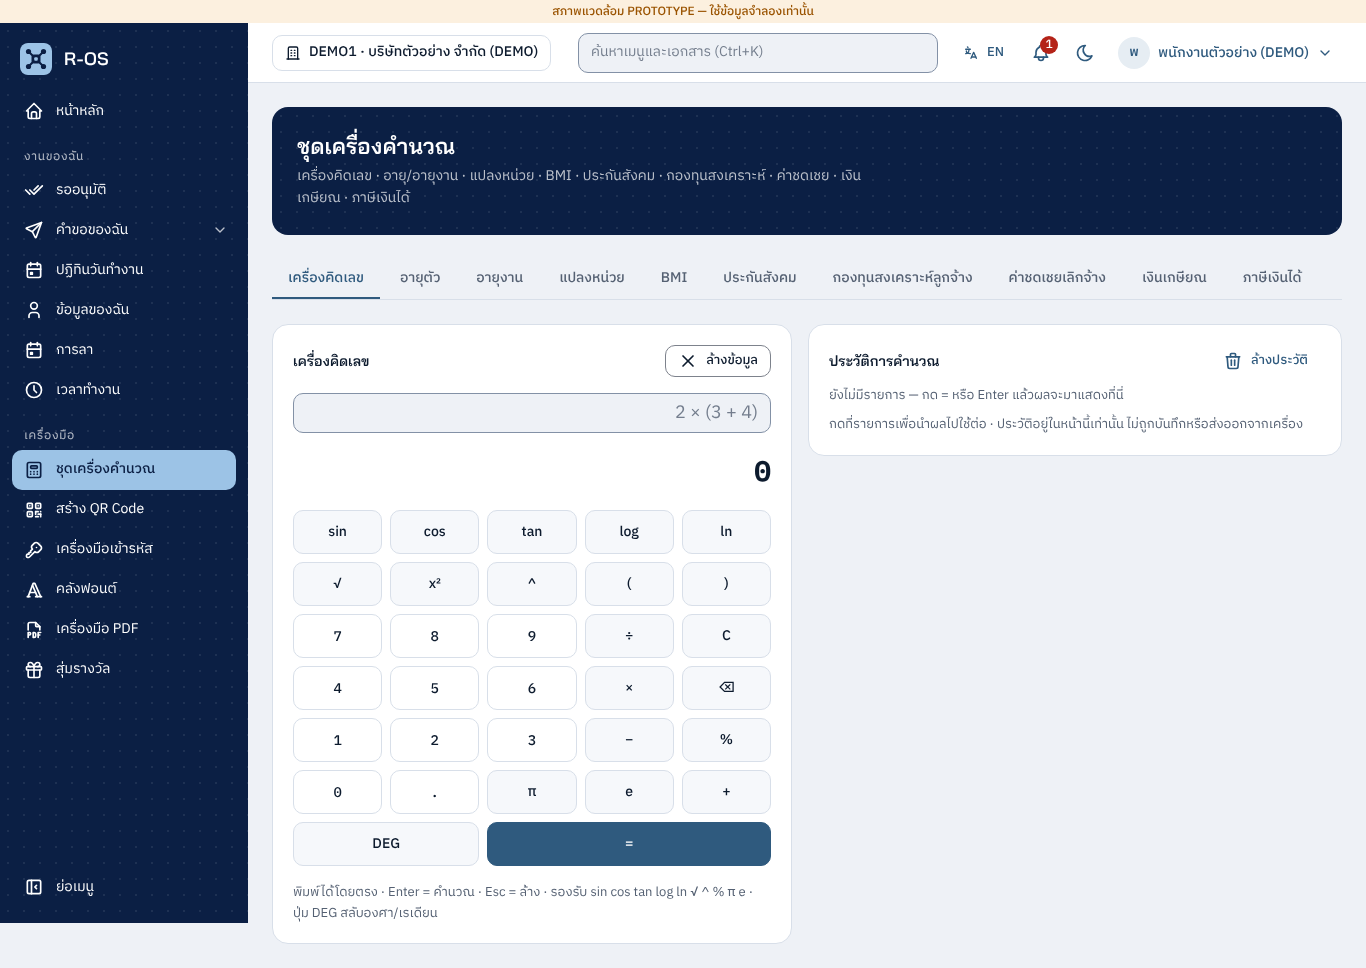 สภาพแวดล้อม PROTOTYPE — ใช้ข้อมูลจำลองเท่านั้น
R-OS
หน้าหลัก
งานของฉัน
รออนุมัติ
คำขอของฉัน
ปฏิทินวันทำงาน
ข้อมูลของฉัน
การลา
เวลาทำงาน
เครื่องมือ
ชุดเครื่องคำนวณ
สร้าง QR Code
เครื่องมือเข้ารหัส
คลังฟอนต์
เครื่องมือ PDF
สุ่มรางวัล
ย่อเมนู
DEMO1 · บริษัทตัวอย่าง จำกัด (DEMO)
ค้นหาเมนูและเอกสาร (Ctrl+K)
EN
1
พ
พนักงานตัวอย่าง (DEMO)
ชุดเครื่องคำนวณ
เครื่องคิดเลข · อายุ/อายุงาน · แปลงหน่วย · BMI · ประกันสังคม · กองทุนสงเคราะห์ · ค่าชดเชย · เงิน
เกษียณ · ภาษีเงินได้
เครื่องคิดเลข
อายุตัว
อายุงาน
แปลงหน่วย
BMI
ประกันสังคม
กองทุนสงเคราะห์ลูกจ้าง
ค่าชดเชยเลิกจ้าง
เงินเกษียณ
ภาษีเงินได้
เครื่องคิดเลข
ล้างข้อมูล
2 × (3 + 4)
0
sin cos tan log ln
√ x² ^ ( )
7 8 9 ÷ C
4 5 6 × ⌫
1 2 3 − %
0 . π e +
DEG =
พิมพ์ได้โดยตรง · Enter = คำนวณ · Esc = ล้าง · รองรับ sin cos tan log ln √ ^ % π e ·
ปุ่ม DEG สลับองศา/เรเดียน
ประวัติการคำนวณ
ล้างประวัติ
ยังไม่มีรายการ — กด = หรือ Enter แล้วผลจะมาแสดงที่นี่
กดที่รายการเพื่อนำผลไปใช้ต่อ · ประวัติอยู่ในหน้านี้เท่านั้น ไม่ถูกบันทึกหรือส่งออกจากเครื่อง